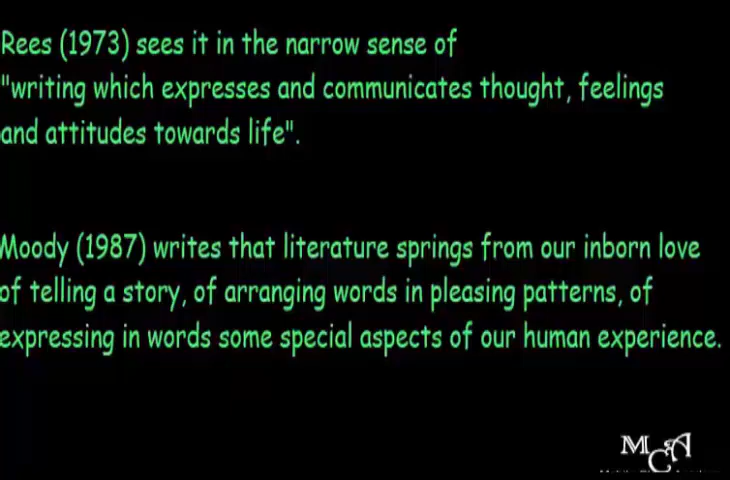 Rees (1973) sees it in the narrow sense of
"writing which expresses and communicates thought, feelings
and attitudes towards life".
Moody (1987) writes that literature springs from our inborn love
of telling a story, of arranging words in pleasing patterns, of
expressing in words some special aspects of our human experience.
MCA